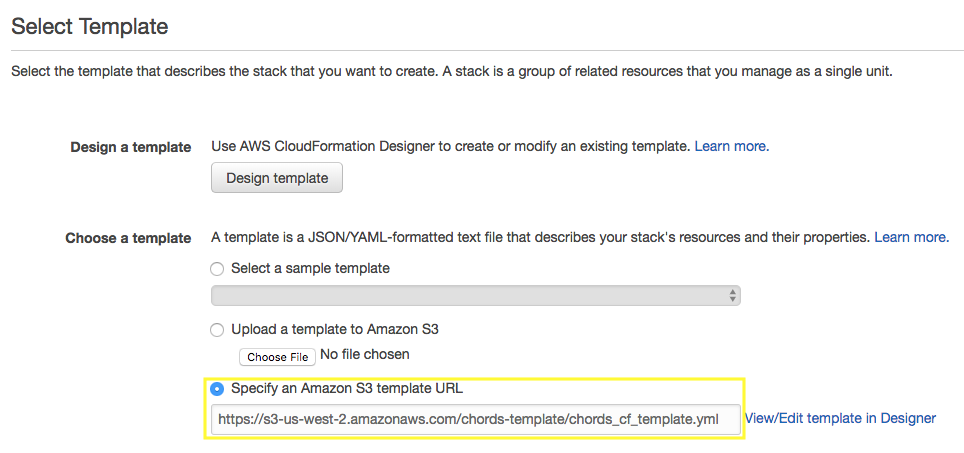 Select Template
Select the template that describes the stack that you want to create. A stack is a group of related resources that you manage as a single unit.
Design a template Use AWS CloudFormation Designer to create or modify an existing template. Learn more.
Design template
Choose a template A template is a JSON/YAML-formatted text file that describes your stack's resources and their properties. Learn more.
Select a sample template
Upload a template to Amazon S3
Choose File No file chosen
Specify an Amazon S3 template URL
https://s3-us-west-2.amazonaws.com/chords-template/chords_cf_template.yml View/Edit template in Designer